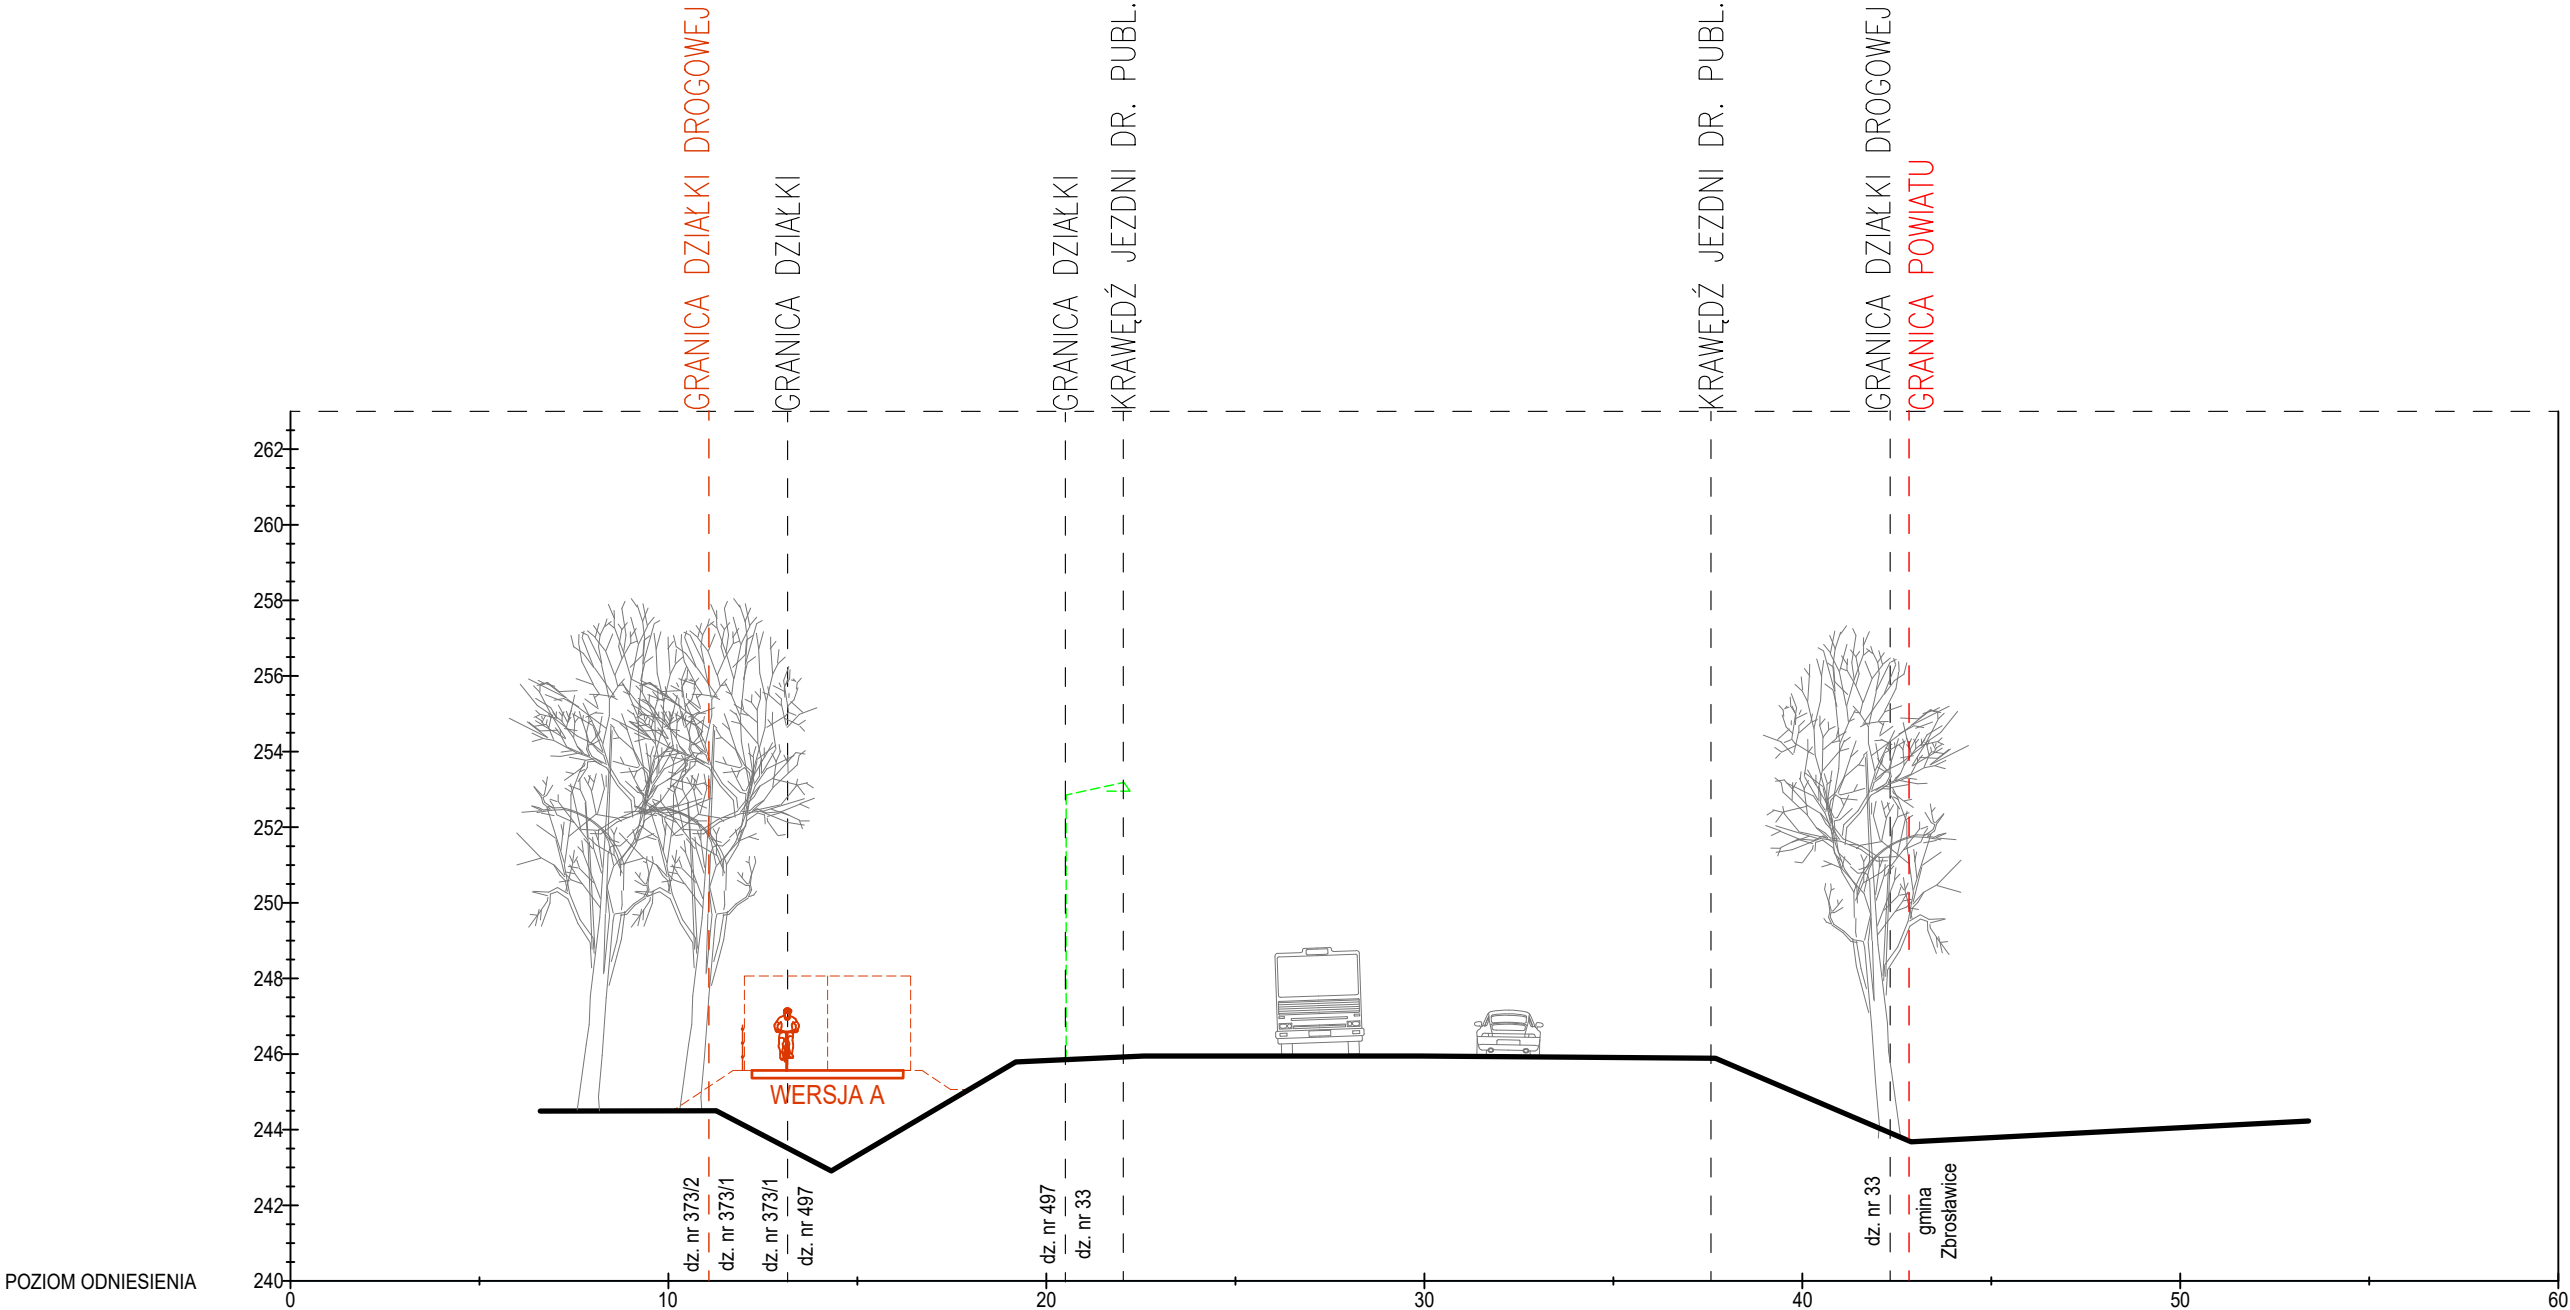 GRANICA DZIAŁKI DROGOWEJ
GRANICA DZIAŁKI
GRANICA DZIAŁKI
KRAWĘDŹ JEZDNI DR. PUBL.
KRAWĘDŹ JEZDNI DR. PUBL.
GRANICA DZIAŁKI DROGOWEJ
GRANICA POWIATU
262
260
258
256
254
252
250
248
246
244
242
240
WERSJA A
dz. nr 373/2
dz. nr 373/1
dz. nr 373/1
dz. nr 497
dz. nr 497
dz. nr 33
dz. nr 33
gmina
Zbrosławice
POZIOM ODNIESIENIA
0
10
20
30
40
50
60